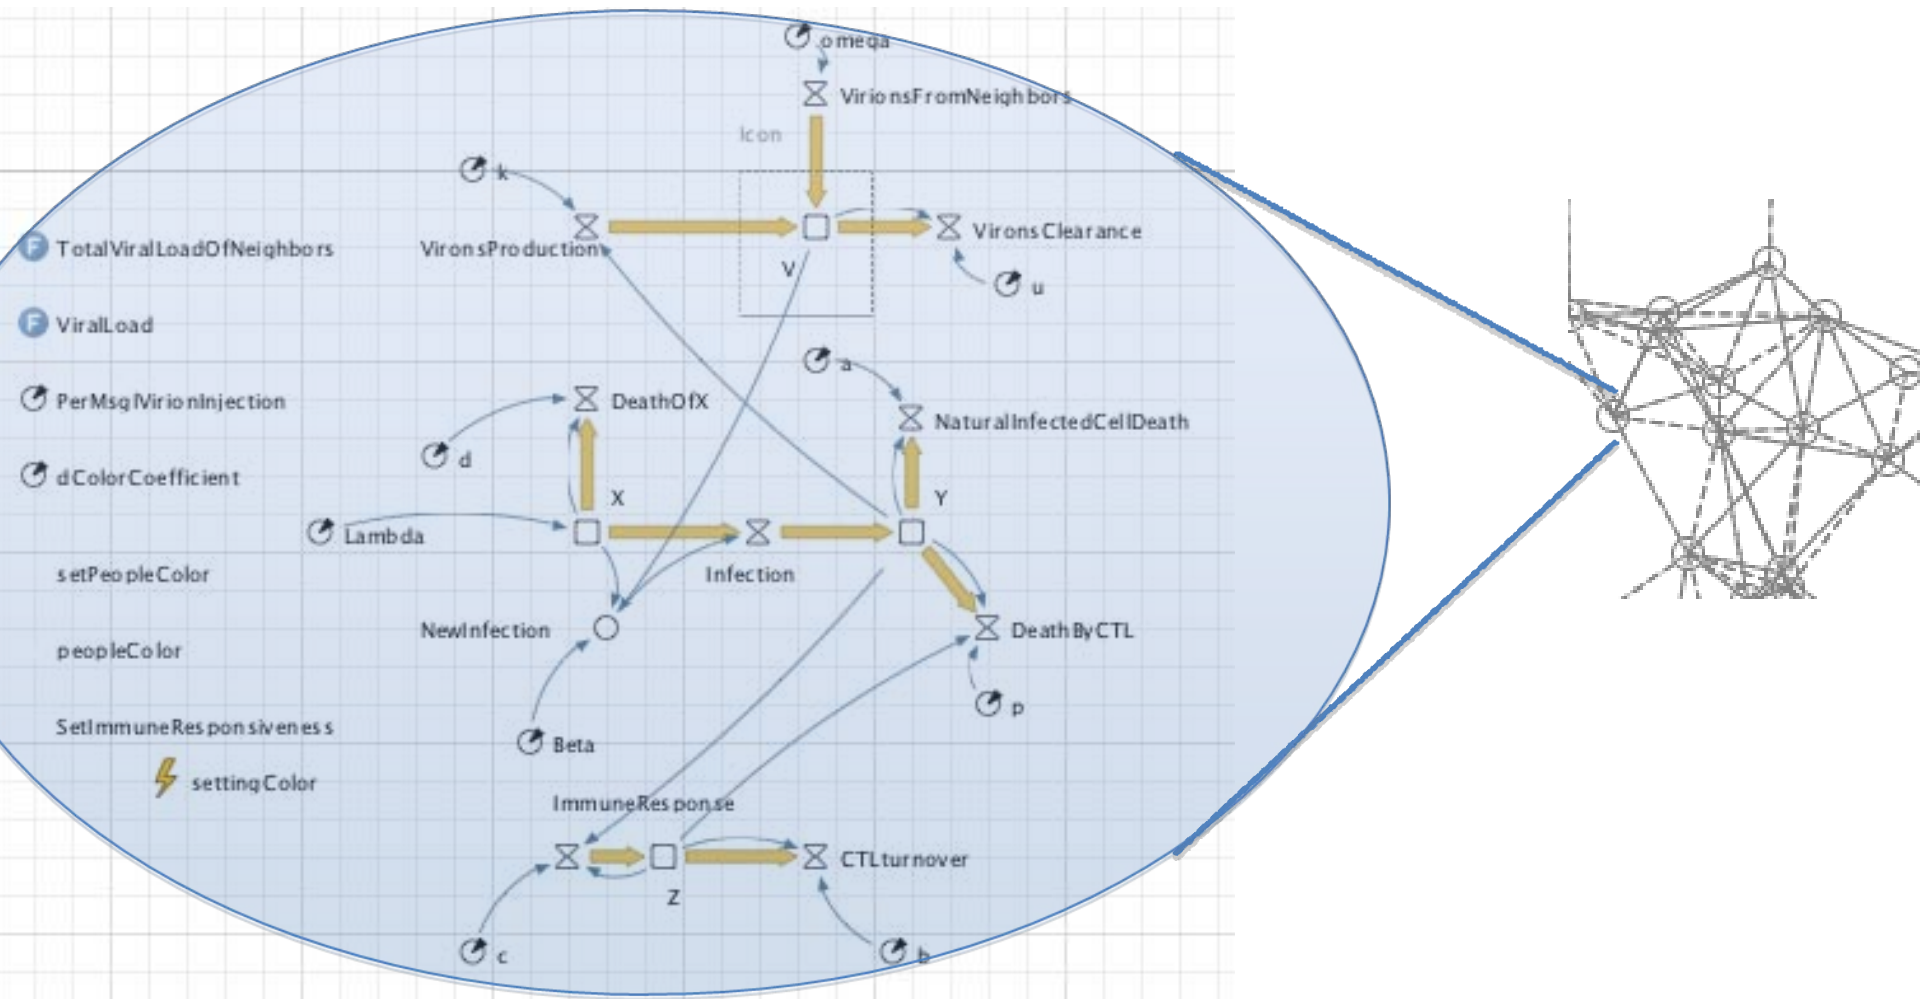 omega
VirionsFromNeighbors
Icon
k
VironsProduction
V
VironsClearance
u
F TotalViralLoadOfNeighbors
F ViralLoad
PerMsgIVirionInjection
dColorCoefficient
a
DeathOfX
NaturalInfectedCellDeath
d
X
Y
Lambda
Infection
setPeopleColor
NewInfection
DeathByCTL
peopleColor
p
SetImmuneResponsiveness
Beta
settingColor
ImmuneResponse
CTLturnover
Z
c
b